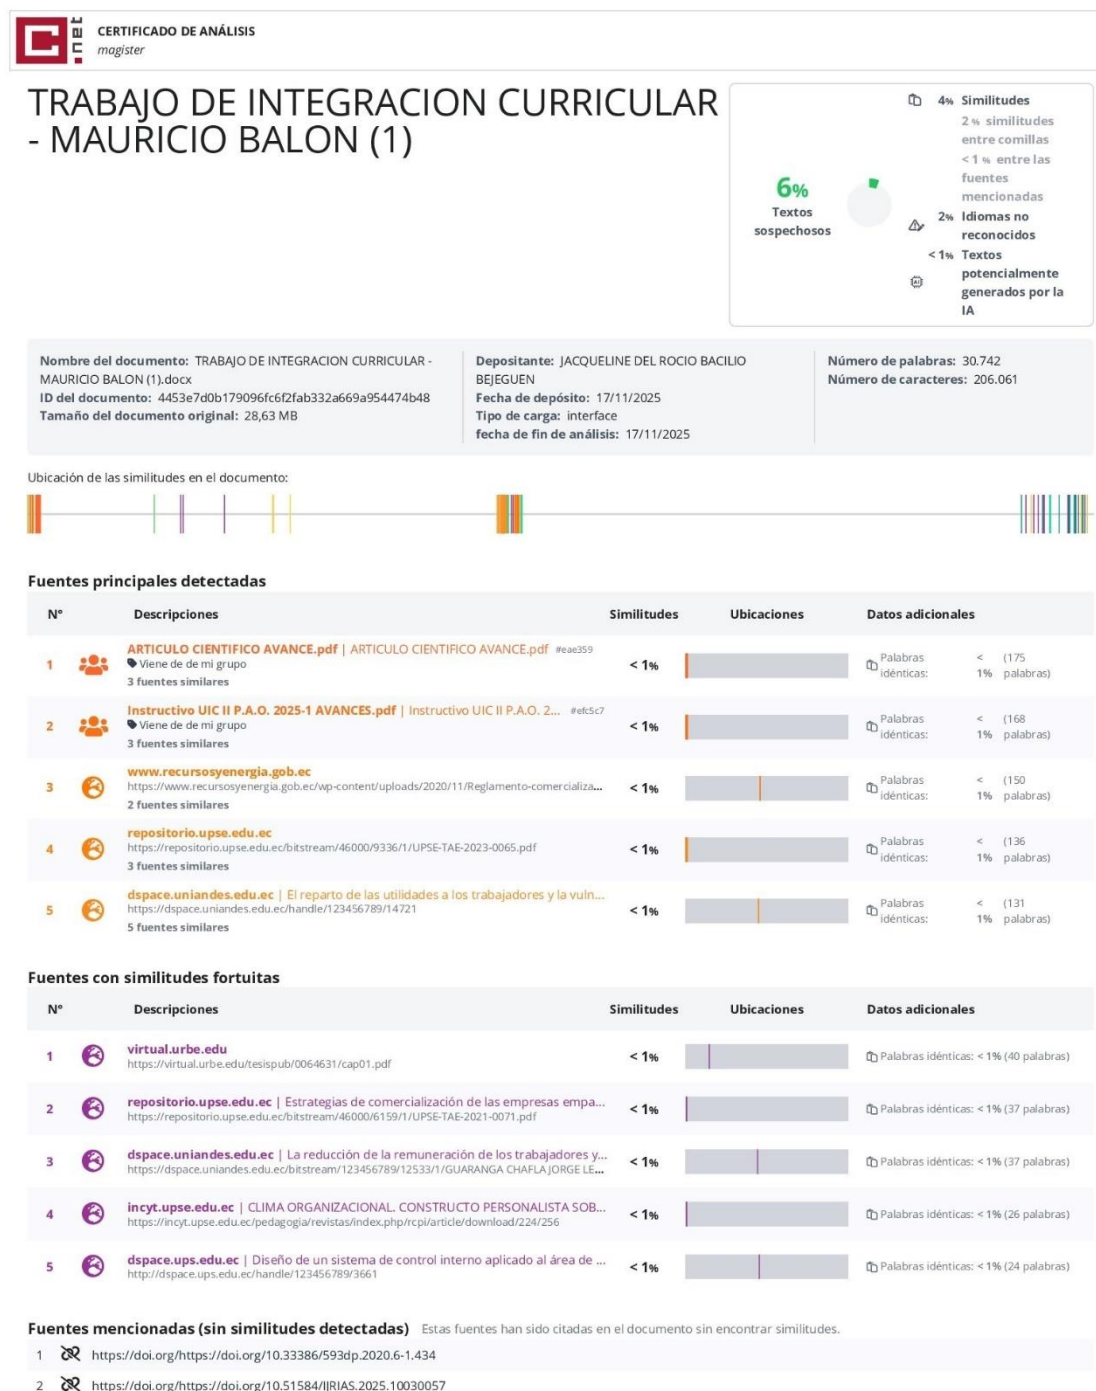 C
.net
CERTIFICADO DE ANÁLISIS
magister
TRABAJO DE INTEGRACION CURRICULAR
- MAURICIO BALON (1)
6%
Textos
sospechosos
4% Similitudes
2 % similitudes
entre comillas
< 1 % entre las
fuentes
mencionadas
2% Idiomas no
reconocidos
< 1% Textos
potencialmente
generados por la
IA
Nombre del documento: TRABAJO DE INTEGRACION CURRICULAR -
MAURICIO BALON (1).docx
ID del documento: 4453e7d0b179096fc6f2fab332a669a954474b48
Tamaño del documento original: 28,63 MB
Depositante: JACQUELINE DEL ROCIO BACILIO
BEJEGUEN
Fecha de depósito: 17/11/2025
Tipo de carga: interface
fecha de fin de análisis: 17/11/2025
Número de palabras: 30.742
Número de caracteres: 206.061
Ubicación de las similitudes en el documento:
Fuentes principales detectadas
N° Descripciones Similitudes Ubicaciones Datos adicionales
1 ARTICULO CIENTIFICO AVANCE.pdf | ARTICULO CIENTIFICO AVANCE.pdf #eae359
Viene de de mi grupo
3 fuentes similares
< 1%
Palabras idénticas: < 1% (175 palabras)
2 Instructivo UIC II P.A.O. 2025-1 AVANCES.pdf | Instructivo UIC II P.A.O. 2... #efc5c7
Viene de de mi grupo
3 fuentes similares
< 1%
Palabras idénticas: < 1% (168 palabras)
3 www.recursosyenergia.gob.ec
https://www.recursosyenergia.gob.ec/wp-content/uploads/2020/11/Reglamento-comercializa...
2 fuentes similares
< 1%
Palabras idénticas: < 1% (150 palabras)
4 repositorio.upse.edu.ec
https://repositorio.upse.edu.ec/bitstream/46000/9336/1/UPSE-TAE-2023-0065.pdf
3 fuentes similares
< 1%
Palabras idénticas: < 1% (136 palabras)
5 dspace.uniandes.edu.ec | El reparto de las utilidades a los trabajadores y la vuln...
https://dspace.uniandes.edu.ec/handle/123456789/14721
5 fuentes similares
< 1%
Palabras idénticas: < 1% (131 palabras)
Fuentes con similitudes fortuitas
N° Descripciones Similitudes Ubicaciones Datos adicionales
1 virtual.urbe.edu
https://virtual.urbe.edu/tesispub/0064631/cap01.pdf
< 1%
Palabras idénticas: < 1% (40 palabras)
2 repositorio.upse.edu.ec | Estrategias de comercialización de las empresas empa...
https://repositorio.upse.edu.ec/bitstream/46000/6159/1/UPSE-TAE-2021-0071.pdf
< 1%
Palabras idénticas: < 1% (37 palabras)
3 dspace.uniandes.edu.ec | La reducción de la remuneración de los trabajadores y...
https://dspace.uniandes.edu.ec/bitstream/123456789/12533/1/GUARANGA CHAFLA JORGE LE...
< 1%
Palabras idénticas: < 1% (37 palabras)
4 incyt.upse.edu.ec | CLIMA ORGANIZACIONAL. CONSTRUCTO PERSONALISTA SOB...
https://incyt.upse.edu.ec/pedagogia/revistas/index.php/rcpi/article/download/224/256
< 1%
Palabras idénticas: < 1% (26 palabras)
5 dspace.ups.edu.ec | Diseño de un sistema de control interno aplicado al área de ...
http://dspace.ups.edu.ec/handle/123456789/3661
< 1%
Palabras idénticas: < 1% (24 palabras)
Fuentes mencionadas (sin similitudes detectadas) Estas fuentes han sido citadas en el documento sin encontrar similitudes.
1 https://doi.org/https://doi.org/10.33386/593dp.2020.6-1.434
2 https://doi.org/https://doi.org/10.51584/IJRIAS.2025.10030057